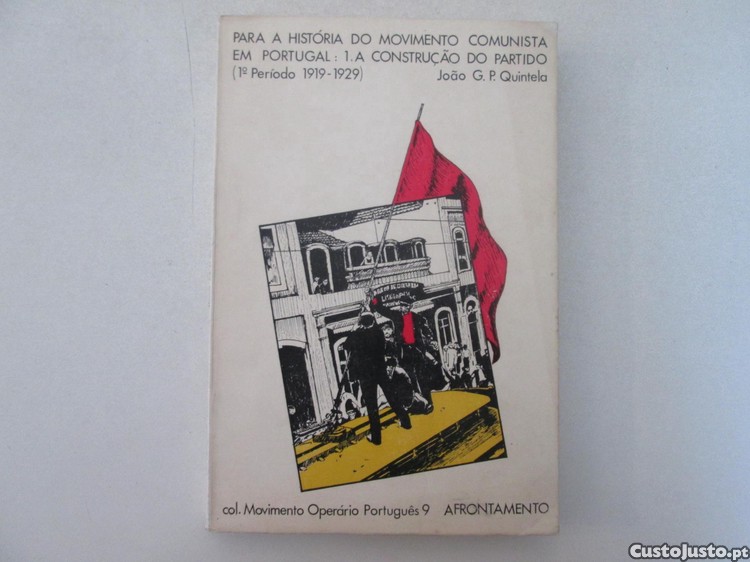 PARA A HISTÓRIA DO MOVIMENTO COMUNISTA
EM PORTUGAL: 1. A CONSTRUÇÃO DO PARTIDO
(1º Período 1919-1929) João G. P. Quintela
col. Movimento Operário Português 9 AFRONTAMENTO
CustoJusto.pt